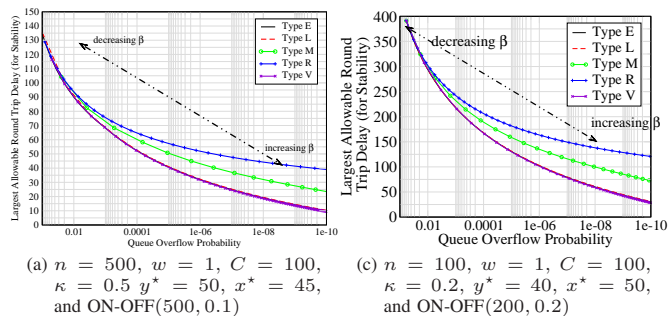 Largest Allowable Round Trip Delay (for Stability)
150
140
130
120
110
100
90
80
70
60
50
40
30
20
10
0
decreasing β
increasing β
Type E
Type L
Type M
Type R
Type V
0.01
0.0001
1e-06
1e-08
1e-10
Queue Overflow Probability
(a) n = 500, w = 1, C = 100,
κ = 0.5 y⋆ = 50, x⋆ = 45,
and ON-OFF(500, 0.1)
Largest Allowable Round
Trip Delay (for Stability)
400
350
300
250
200
150
100
50
0
decreasing β
increasing β
Type E
Type L
Type M
Type R
Type V
0.01
0.0001
1e-06
1e-08
1e-10
Queue Overflow Probability
(c) n = 100, w = 1, C = 100,
κ = 0.2, y⋆ = 40, x⋆ = 50,
and ON-OFF(200, 0.2)